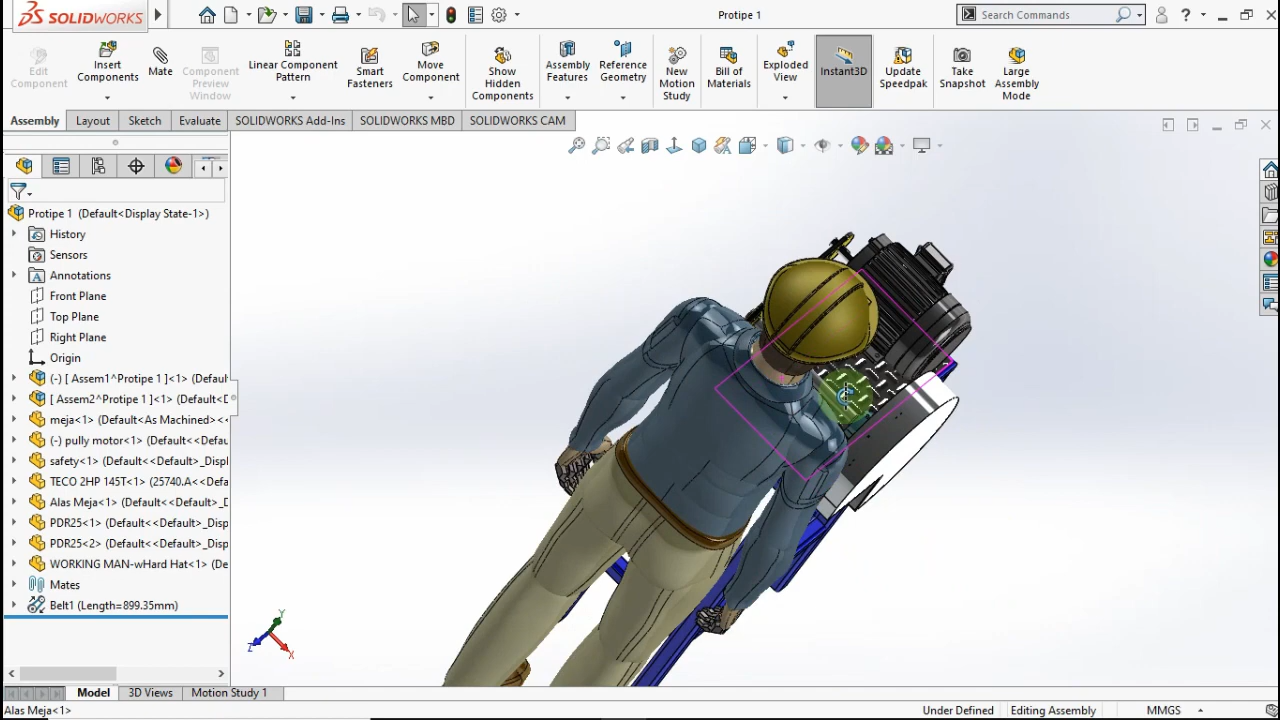 SOLIDWORKS
Protipe 1
Search Commands
Edit Component
Insert Components
Mate
Component Preview Window
Linear Component Pattern
Smart Fasteners
Move Component
Show Hidden Components
Assembly Features
Reference Geometry
New Motion Study
Bill of Materials
Exploded View
Instant3D
Update Speedpak
Take Snapshot
Large Assembly Mode
Assembly
Layout
Sketch
Evaluate
SOLIDWORKS Add-Ins
SOLIDWORKS MBD
SOLIDWORKS CAM
Protipe 1 (Default<Display State-1>)
History
Sensors
Annotations
Front Plane
Top Plane
Right Plane
Origin
(-) [ Assem1^Protipe 1 ]<1> (Defaul
[ Assem2^Protipe 1 ]<1> (Default<D
meja<1> (Default<As Machined><<
(-) pully motor<1> (Default<<Defau
safety<1> (Default<<Default>_Displ
TECO 2HP 145T<1> (25740.A<<Defa
Alas Meja<1> (Default<<Default>_D
PDR25<1> (Default<<Default>_Disp
PDR25<2> (Default<<Default>_Disp
WORKING MAN-wHard Hat<1> (De
Mates
Belt1 (Length=899.35mm)
Y
Z
X
Model
3D Views
Motion Study 1
Alas Meja<1>
Under Defined
Editing Assembly
MMGS